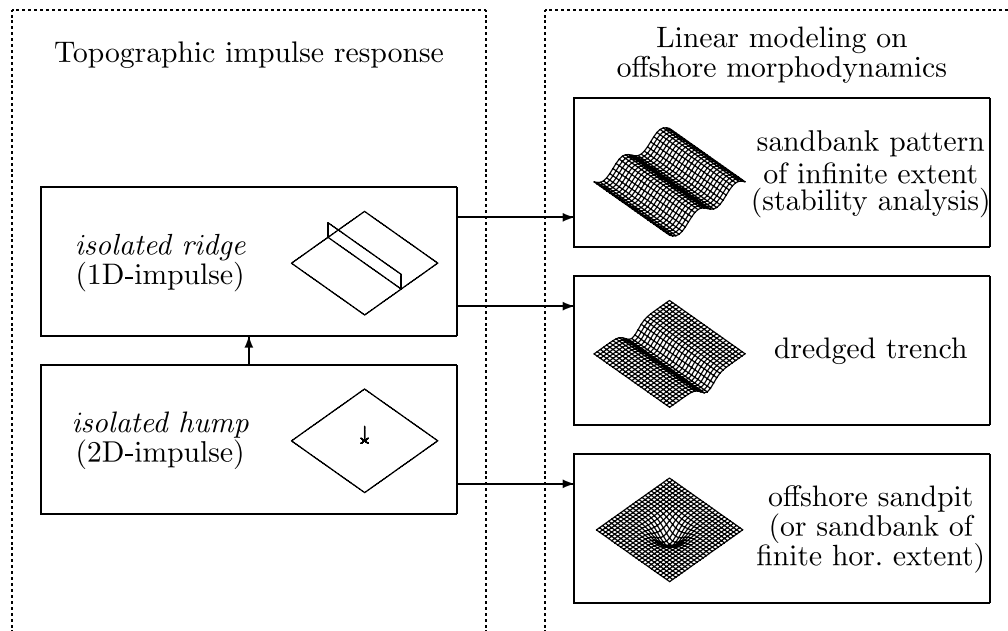 Topographic impulse response
isolated ridge
(1D-impulse)
isolated hump
(2D-impulse)
Linear modeling on
offshore morphodynamics
sandbank pattern
of infinite extent
(stability analysis)
dredged trench
offshore sandpit
(or sandbank of
finite hor. extent)